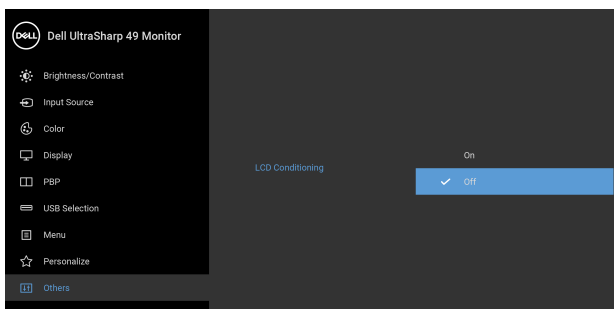 DELL Dell UltraSharp 49 Monitor
Brightness/Contrast
Input Source
Color
Display
PBP
USB Selection
Menu
Personalize
Others
LCD Conditioning
On
Off